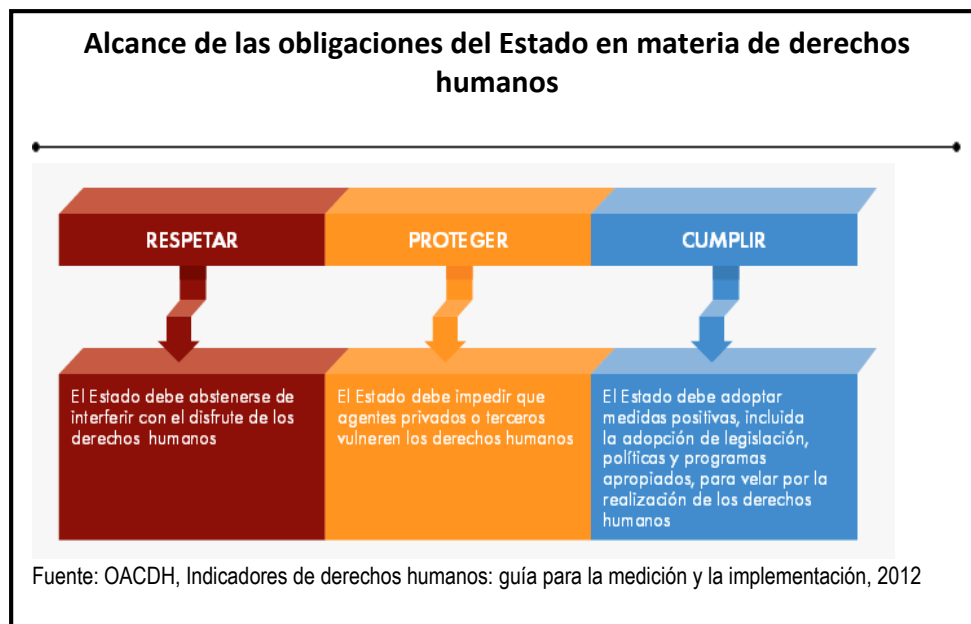 Alcance de las obligaciones del Estado en materia de derechos
humanos
RESPETAR
PROTEGER
CUMPLIR
El Estado debe abstenerse de
interferir con el disfrute de los
derechos humanos
El Estado debe impedir que
agentes privados o terceros
vulneren los derechos humanos
El Estado debe adoptar
medidas positivas, incluida
la adopción de legislación,
políticas y programas
apropiados, para velar por la
realización de los derechos
humanos
Fuente: OACDH, Indicadores de derechos humanos: guía para la medición y la implementación, 2012